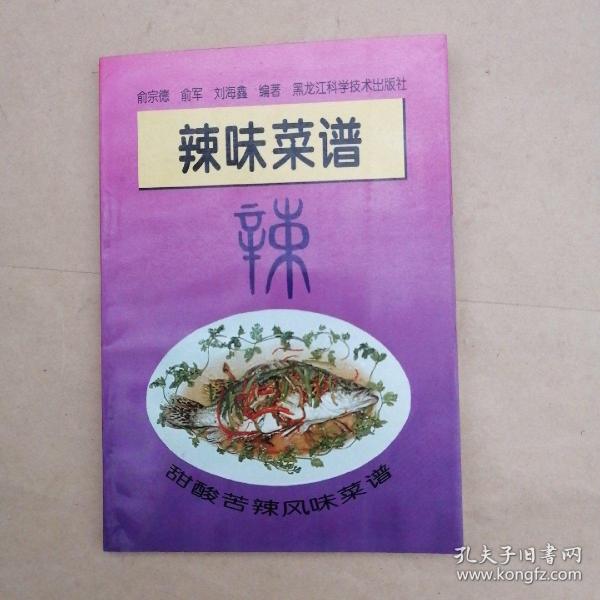 俞宗德 俞军 刘海鑫 编著 黑龙江科学技术出版社
辣味菜谱
辣
甜酸苦辣风味菜谱
孔夫子旧书网
www.kongfz.com